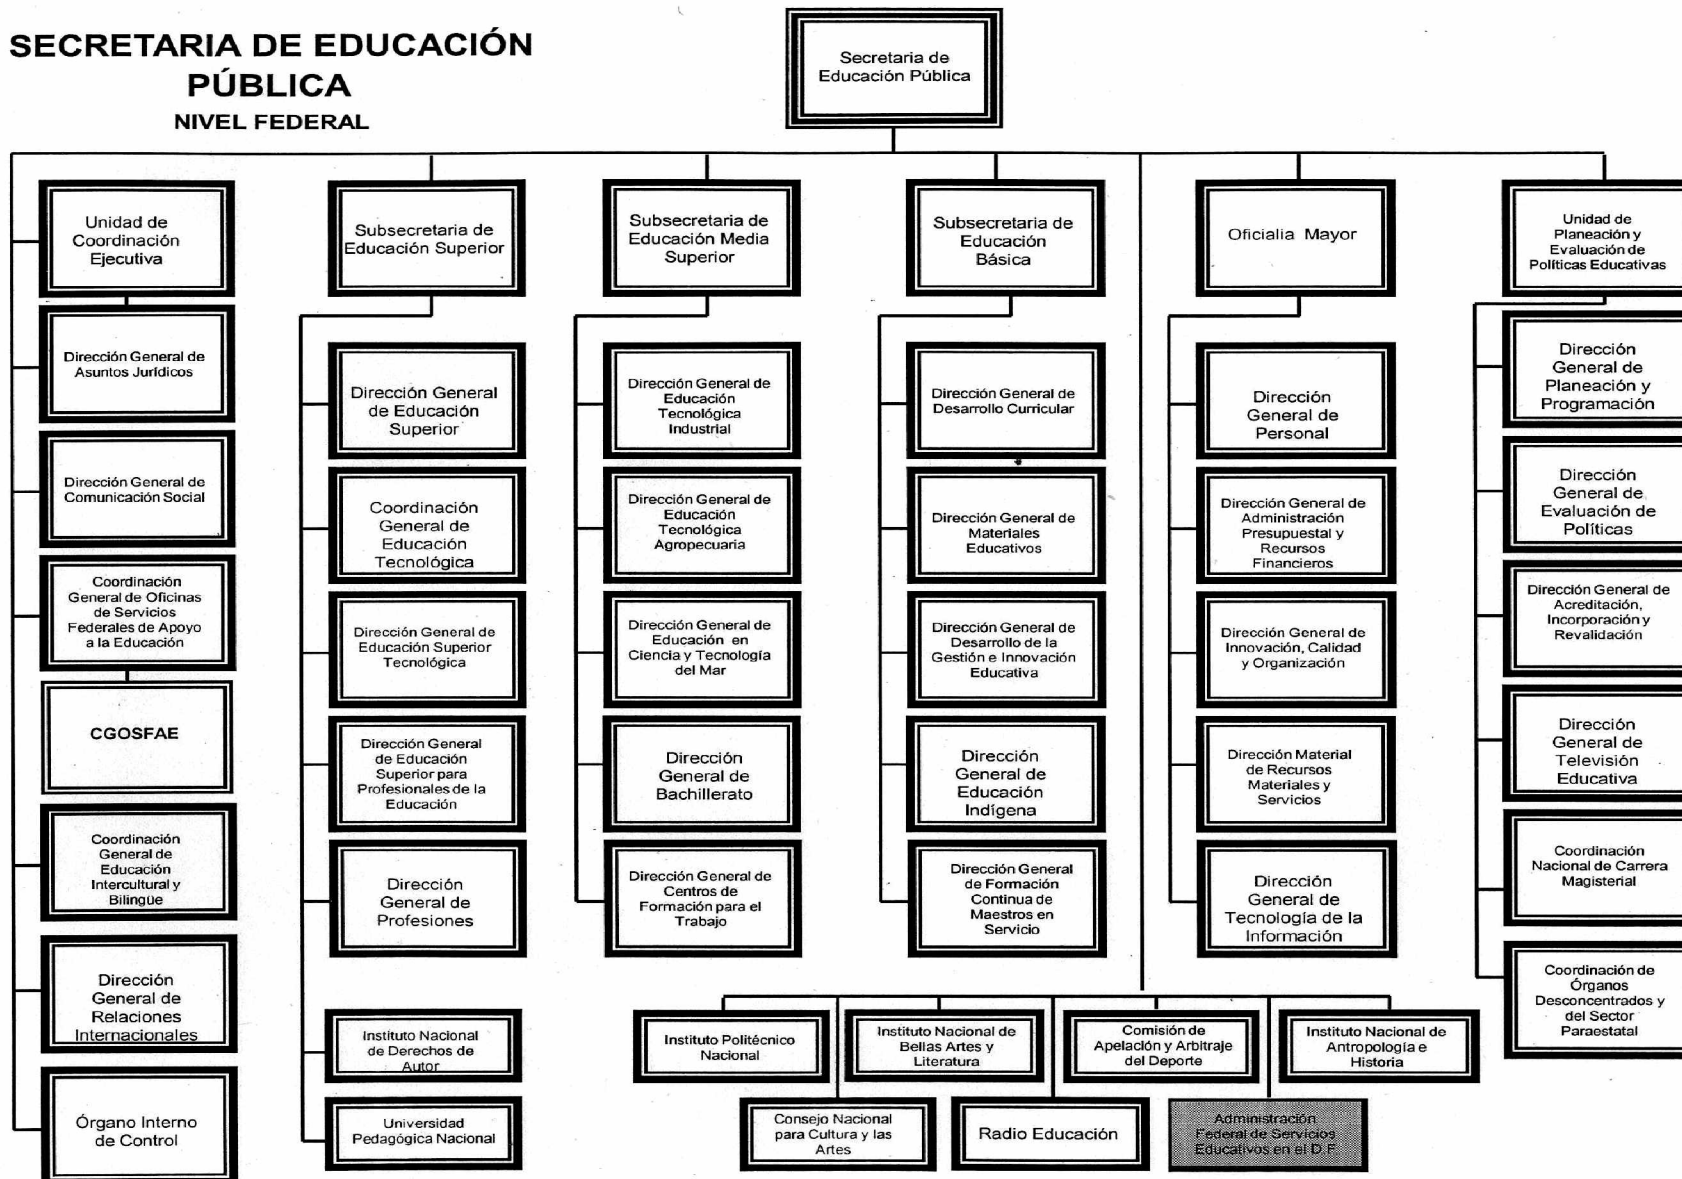 SECRETARIA DE EDUCACIÓN
PÚBLICA
NIVEL FEDERAL
Secretaria de
Educación Pública
Unidad de
Coordinación
Ejecutiva
Dirección General de
Asuntos Jurídicos
Dirección General de
Comunicación Social
Coordinación
General de Oficinas
de Servicios
Federales de Apoyo
a la Educación
CGOSFAE
Coordinación
General de
Educación
Intercultural y
Bilingüe
Dirección
General de
Relaciones
Internacionales
Órgano Interno
de Control
Subsecretaria de
Educación Superior
Dirección General
de Educación
Superior
Coordinación
General de
Educación
Tecnológica
Dirección General de
Educación Superior
Tecnológica
Dirección General
de Educación
Superior para
Profesionales de la
Educación
Dirección
General de
Profesiones
Instituto Nacional
de Derechos de
Autor
Universidad
Pedagógica Nacional
Subsecretaria de
Educación Media
Superior
Dirección General de
Educación
Tecnológica
Industrial
Dirección General de
Educación
Tecnológica
Agropecuaria
Dirección General de
Educación en
Ciencia y Tecnología
del Mar
Dirección
General de
Bachillerato
Dirección General de
Centros de
Formación para el
Trabajo
Subsecretaria de
Educación
Básica
Dirección General de
Desarrollo Curricular
Dirección General de
Materiales
Educativos
Dirección General de
Desarrollo de la
Gestión e Innovación
Educativa
Dirección
General de
Educación
Indígena
Dirección General
de Formación
Continua de
Maestros en
Servicio
Oficialia Mayor
Dirección
General de
Personal
Dirección General de
Administración
Presupuestal y
Recursos
Financieros
Dirección General de
Innovación, Calidad
y Organización
Dirección Material
de Recursos
Materiales y
Servicios
Dirección
General de
Tecnología de la
Información
Unidad de
Planeación y
Evaluación de
Políticas Educativas
Dirección
General de
Planeación y
Programación
Dirección
General de
Evaluación de
Políticas
Dirección General de
Acreditación,
Incorporación y
Revalidación
Dirección
General de
Televisión
Educativa
Coordinación
Nacional de Carrera
Magisterial
Coordinación de
Órganos
Desconcentrados y
del Sector
Paraestatal
Instituto Politécnico
Nacional
Instituto Nacional de
Bellas Artes y
Literatura
Comisión de
Apelación y Arbitraje
del Deporte
Instituto Nacional de
Antropología e
Historia
Consejo Nacional
para Cultura y las
Artes
Radio Educación
Administración
Federal de Servicios
Educativos en el D.F.